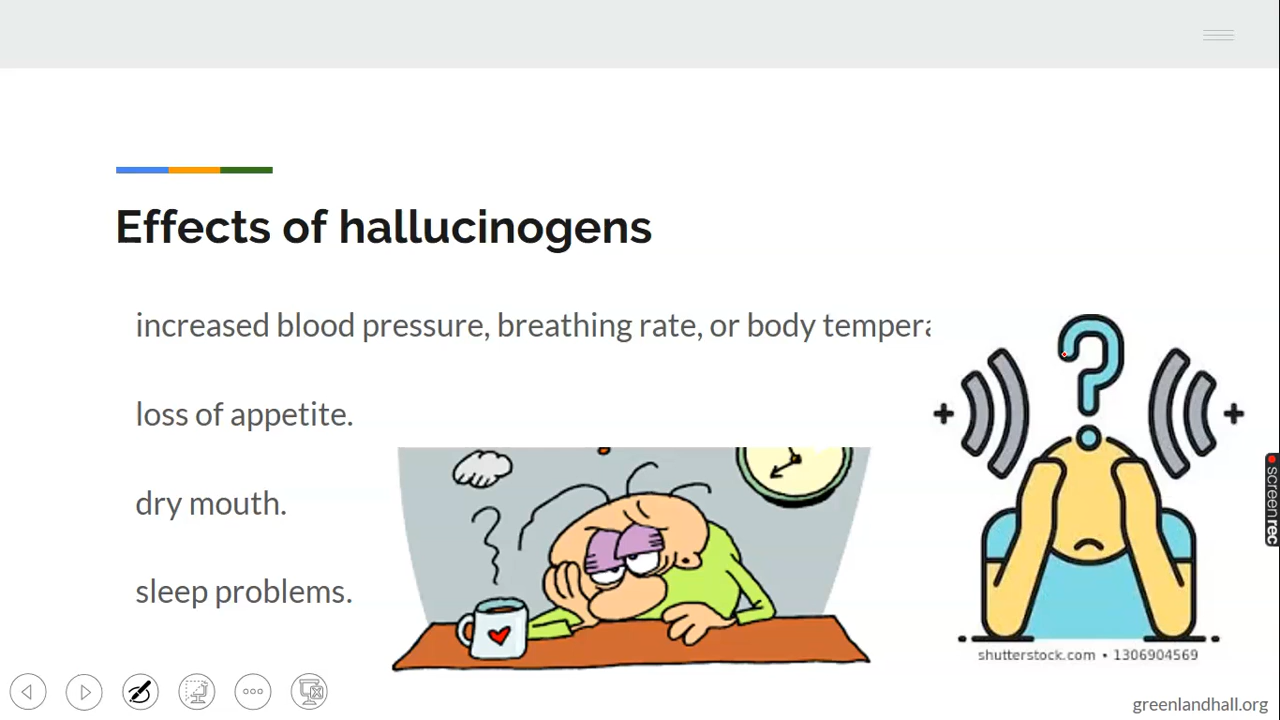 Effects of hallucinogens
increased blood pressure, breathing rate, or body tempera
loss of appetite.
dry mouth.
sleep problems.
shutterstock.com • 1306904569
screenrec
greenlandhall.org